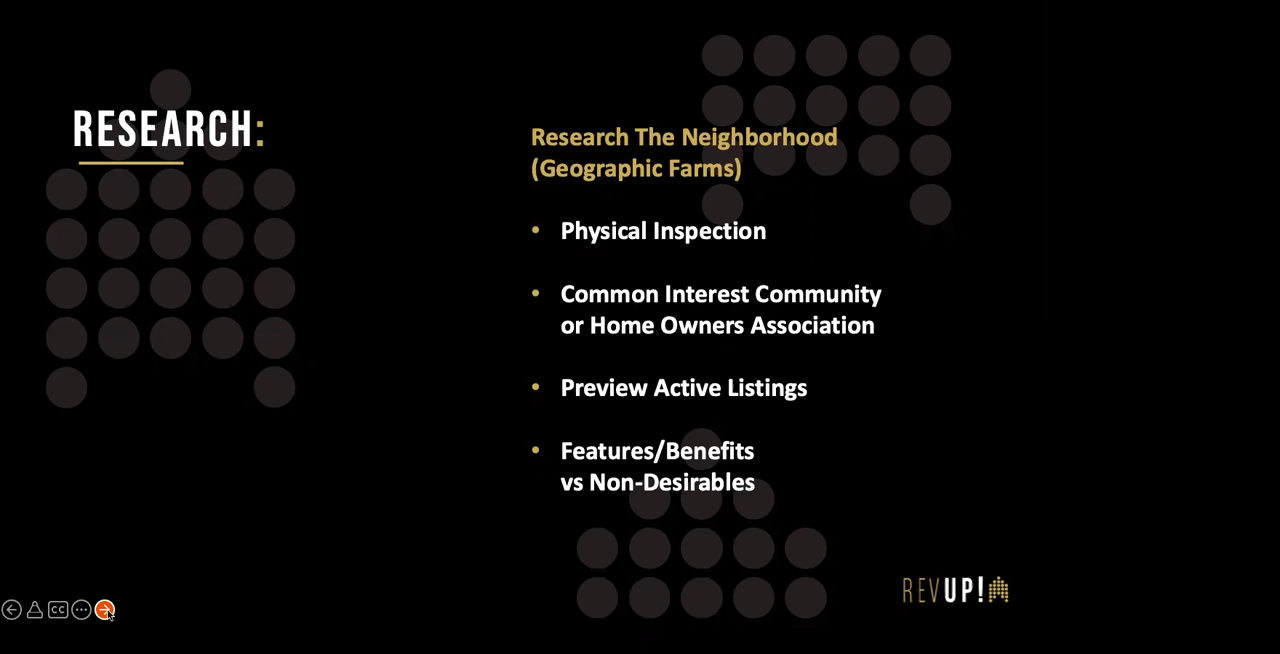 RESEARCH:
Research The Neighborhood
(Geographic Farms)
• Physical Inspection
• Common Interest Community
or Home Owners Association
• Preview Active Listings
• Features/Benefits
vs Non-Desirables
REVUP!
CC